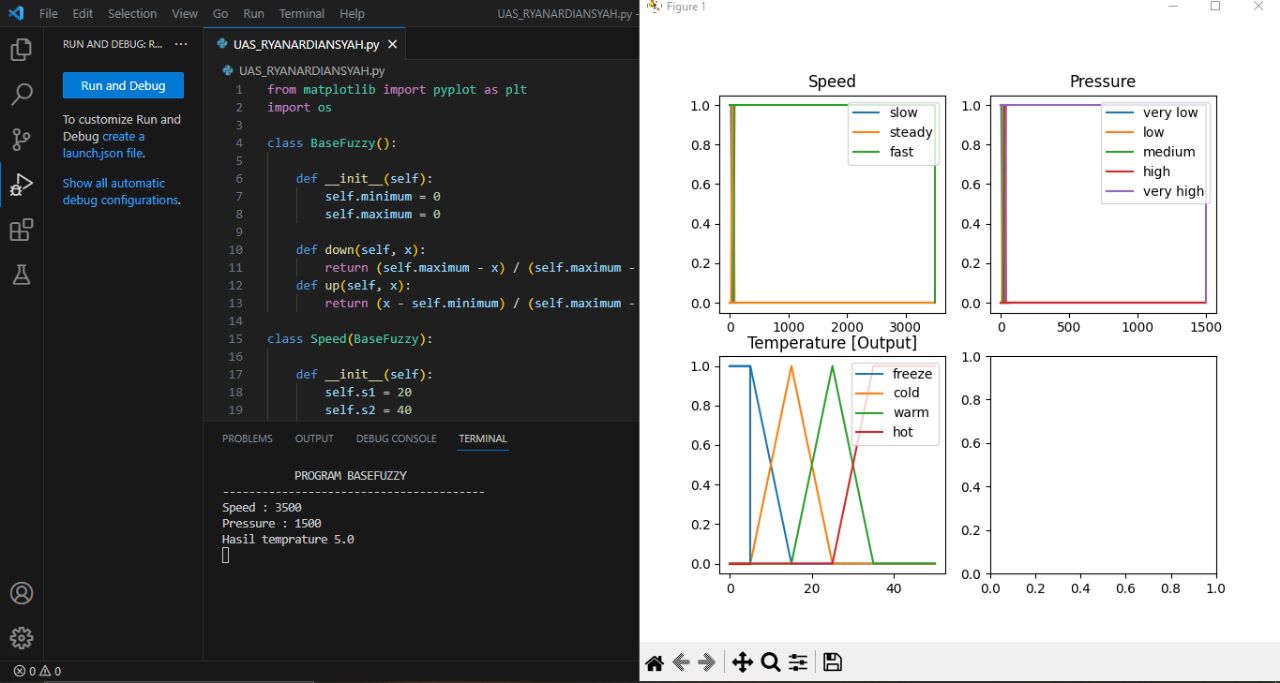 File Edit Selection View Go Run Terminal Help UAS_RYANARDIANSYAH.py -
RUN AND DEBUG: R... ···
Run and Debug
To customize Run and
Debug create a
launch.json file.
Show all automatic
debug configurations.
UAS_RYANARDIANSYAH.py
UAS_RYANARDIANSYAH.py
1 from matplotlib import pyplot as plt
2 import os
3
4 class BaseFuzzy():
5
6 def __init__(self):
7 self.minimum = 0
8 self.maximum = 0
9
10 def down(self, x):
11 return (self.maximum - x) / (self.maximum -
12 def up(self, x):
13 return (x - self.minimum) / (self.maximum -
14
15 class Speed(BaseFuzzy):
16
17 def __init__(self):
18 self.s1 = 20
19 self.s2 = 40
PROBLEMS OUTPUT DEBUG CONSOLE TERMINAL
PROGRAM BASEFUZZY
----------------------------------------
Speed : 3500
Pressure : 1500
Hasil temprature 5.0
0 0
Figure 1
Speed
1.0
0.8
0.6
0.4
0.2
0.0
0 1000 2000 3000
slow
steady
fast
Pressure
1.0
0.8
0.6
0.4
0.2
0.0
0 500 1000 1500
very low
low
medium
high
very high
Temperature [Output]
1.0
0.8
0.6
0.4
0.2
0.0
0 20 40
freeze
cold
warm
hot
1.0
0.8
0.6
0.4
0.2
0.0
0.0 0.2 0.4 0.6 0.8 1.0